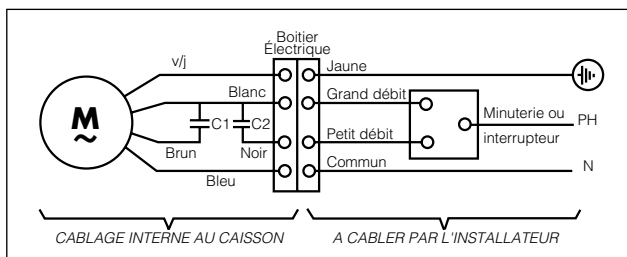 Boitier
Électrique
v/j
Jaune
Blanc
Grand débit
M
~
C1
C2
Minuterie ou
interrupteur
PH
Petit débit
Brun
Noir
Commun
N
Bleu
CABLAGE INTERNE AU CAISSON
A CABLER PAR L'INSTALLATEUR